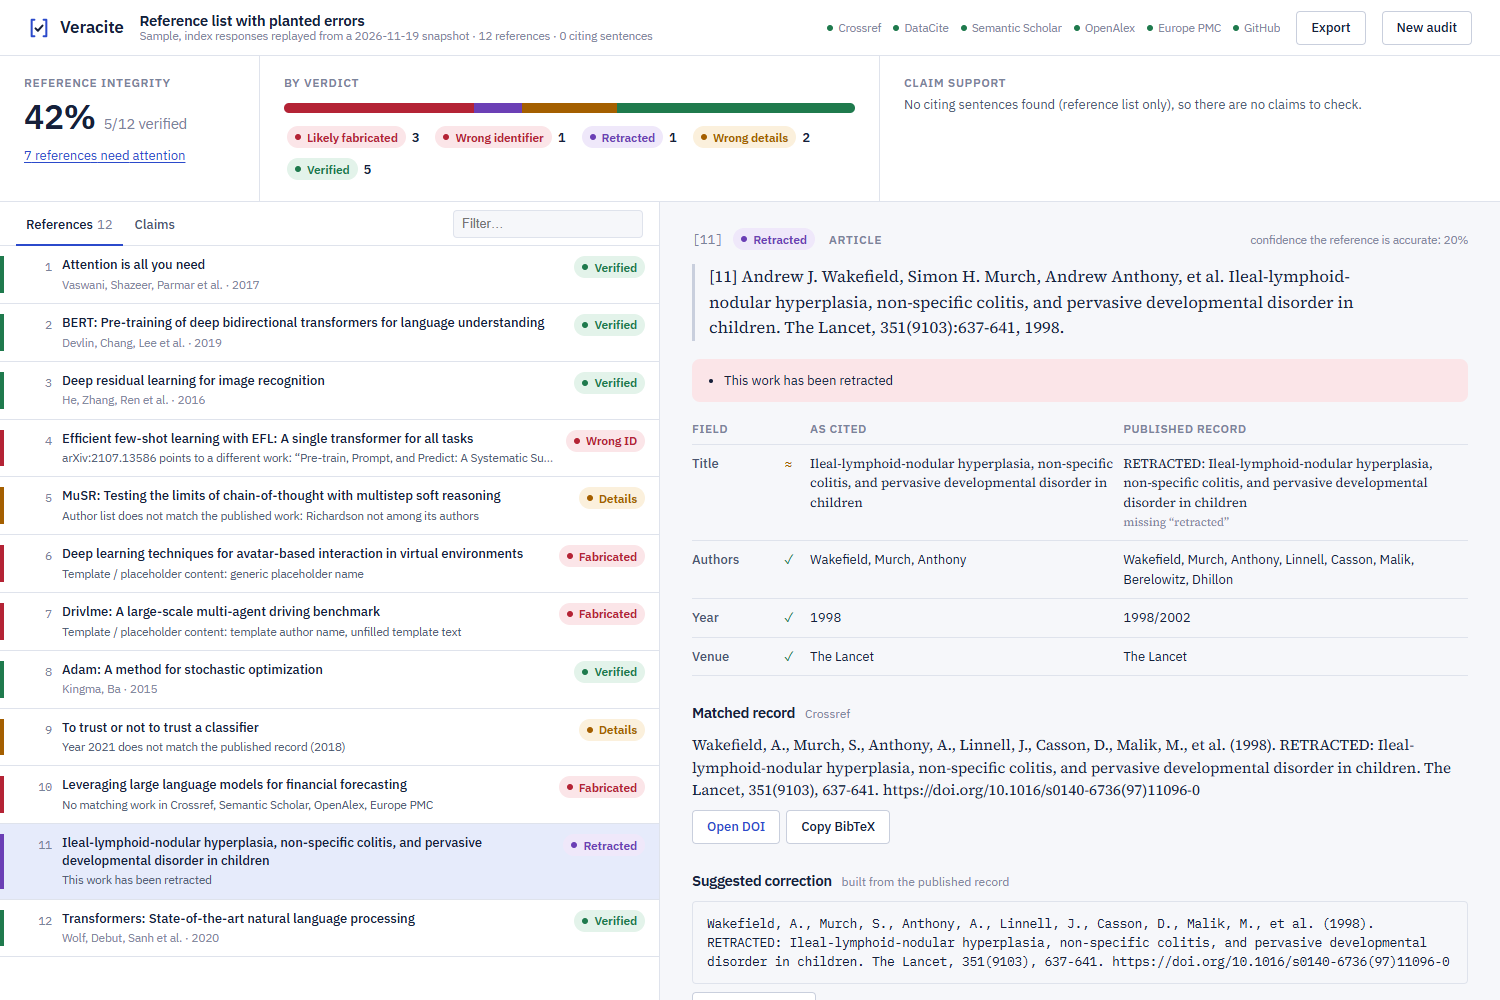 Veracite
Reference list with planted errors
Sample, index responses replayed from a 2026-11-19 snapshot · 12 references · 0 citing sentences
Crossref
DataCite
Semantic Scholar
OpenAlex
Europe PMC
GitHub
Export
New audit
REFERENCE INTEGRITY
42% 5/12 verified
7 references need attention
BY VERDICT
Likely fabricated 3
Wrong identifier 1
Retracted 1
Wrong details 2
Verified 5
CLAIM SUPPORT
No citing sentences found (reference list only), so there are no claims to check.
References 12
Claims
Filter...
1 Attention is all you need
Vaswani, Shazeer, Parmar et al. · 2017
Verified
2 BERT: Pre-training of deep bidirectional transformers for language understanding
Devlin, Chang, Lee et al. · 2019
Verified
3 Deep residual learning for image recognition
He, Zhang, Ren et al. · 2016
Verified
4 Efficient few-shot learning with EFL: A single transformer for all tasks
arXiv:2107.13586 points to a different work: “Pre-train, Prompt, and Predict: A Systematic Su...
Wrong ID
5 MuSR: Testing the limits of chain-of-thought with multistep soft reasoning
Author list does not match the published work: Richardson not among its authors
Details
6 Deep learning techniques for avatar-based interaction in virtual environments
Template / placeholder content: generic placeholder name
Fabricated
7 Drivlme: A large-scale multi-agent driving benchmark
Template / placeholder content: template author name, unfilled template text
Fabricated
8 Adam: A method for stochastic optimization
Kingma, Ba · 2015
Verified
9 To trust or not to trust a classifier
Year 2021 does not match the published record (2018)
Details
10 Leveraging large language models for financial forecasting
No matching work in Crossref, Semantic Scholar, OpenAlex, Europe PMC
Fabricated
11 Ileal-lymphoid-nodular hyperplasia, non-specific colitis, and pervasive
developmental disorder in children
This work has been retracted
Retracted
12 Transformers: State-of-the-art natural language processing
Wolf, Debut, Sanh et al. · 2020
Verified
[11] Retracted ARTICLE
confidence the reference is accurate: 20%
[11] Andrew J. Wakefield, Simon H. Murch, Andrew Anthony, et al. Ileal-lymphoid-
nodular hyperplasia, non-specific colitis, and pervasive developmental disorder in
children. The Lancet, 351(9103):637-641, 1998.
• This work has been retracted
FIELD AS CITED PUBLISHED RECORD
Title ≈ Ileal-lymphoid-nodular hyperplasia, non-specific
colitis, and pervasive developmental disorder in
children
RETRACTED: Ileal-lymphoid-nodular hyperplasia,
non-specific colitis, and pervasive developmental
disorder in children
missing “retracted”
Authors ✓ Wakefield, Murch, Anthony
Wakefield, Murch, Anthony, Linnell, Casson, Malik,
Berelowitz, Dhillon
Year ✓ 1998 1998/2002
Venue ✓ The Lancet The Lancet
Matched record Crossref
Wakefield, A., Murch, S., Anthony, A., Linnell, J., Casson, D., Malik, M., et al. (1998). RETRACTED: Ileal-
lymphoid-nodular hyperplasia, non-specific colitis, and pervasive developmental disorder in children. The
Lancet, 351(9103), 637-641. https://doi.org/10.1016/s0140-6736(97)11096-0
Open DOI
Copy BibTeX
Suggested correction built from the published record
Wakefield, A., Murch, S., Anthony, A., Linnell, J., Casson, D., Malik, M., et al. (1998).
RETRACTED: Ileal-lymphoid-nodular hyperplasia, non-specific colitis, and pervasive developmental
disorder in children. The Lancet, 351(9103), 637-641. https://doi.org/10.1016/s0140-6736(97)11096-0